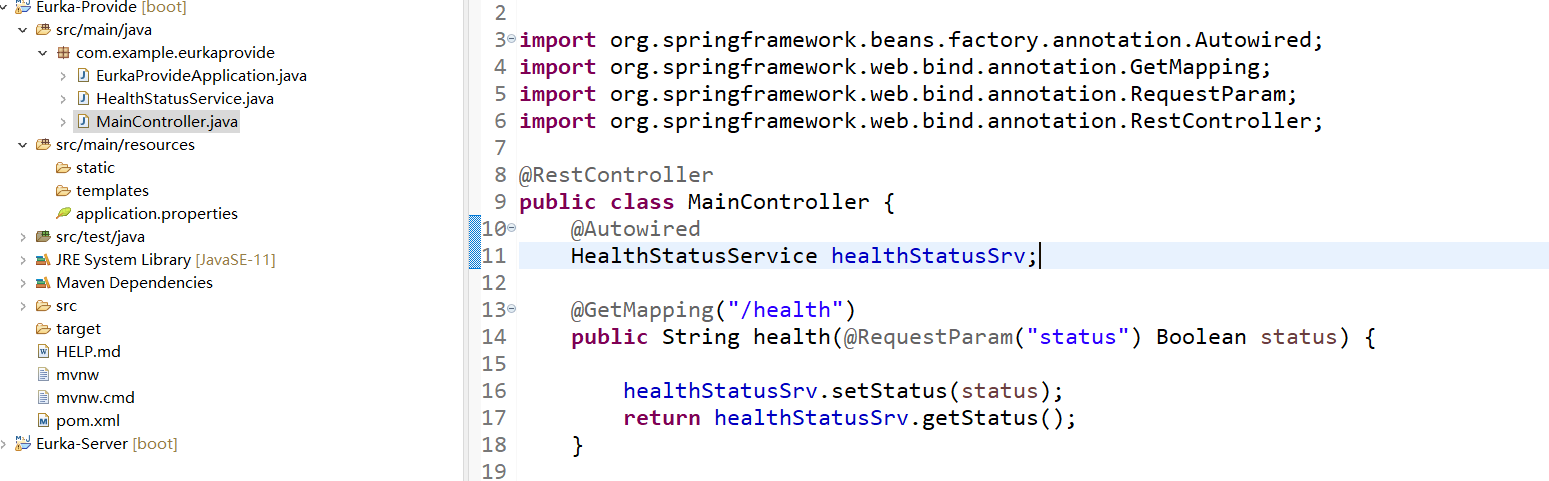 Eurka-Provide [boot]
src/main/java
com.example.eurkaprovide
EurkaProvideApplication.java
HealthStatusService.java
MainController.java
src/main/resources
static
templates
application.properties
src/test/java
JRE System Library [JavaSE-11]
Maven Dependencies
src
target
HELP.md
mvnw
mvnw.cmd
pom.xml
Eurka-Server [boot]
2
3 import org.springframework.beans.factory.annotation.Autowired;
4 import org.springframework.web.bind.annotation.GetMapping;
5 import org.springframework.web.bind.annotation.RequestParam;
6 import org.springframework.web.bind.annotation.RestController;
7
8 @RestController
9 public class MainController {
10     @Autowired
11     HealthStatusService healthStatusSrv;
12
13     @GetMapping("/health")
14     public String health(@RequestParam("status") Boolean status) {
15
16         healthStatusSrv.setStatus(status);
17         return healthStatusSrv.getStatus();
18     }
19